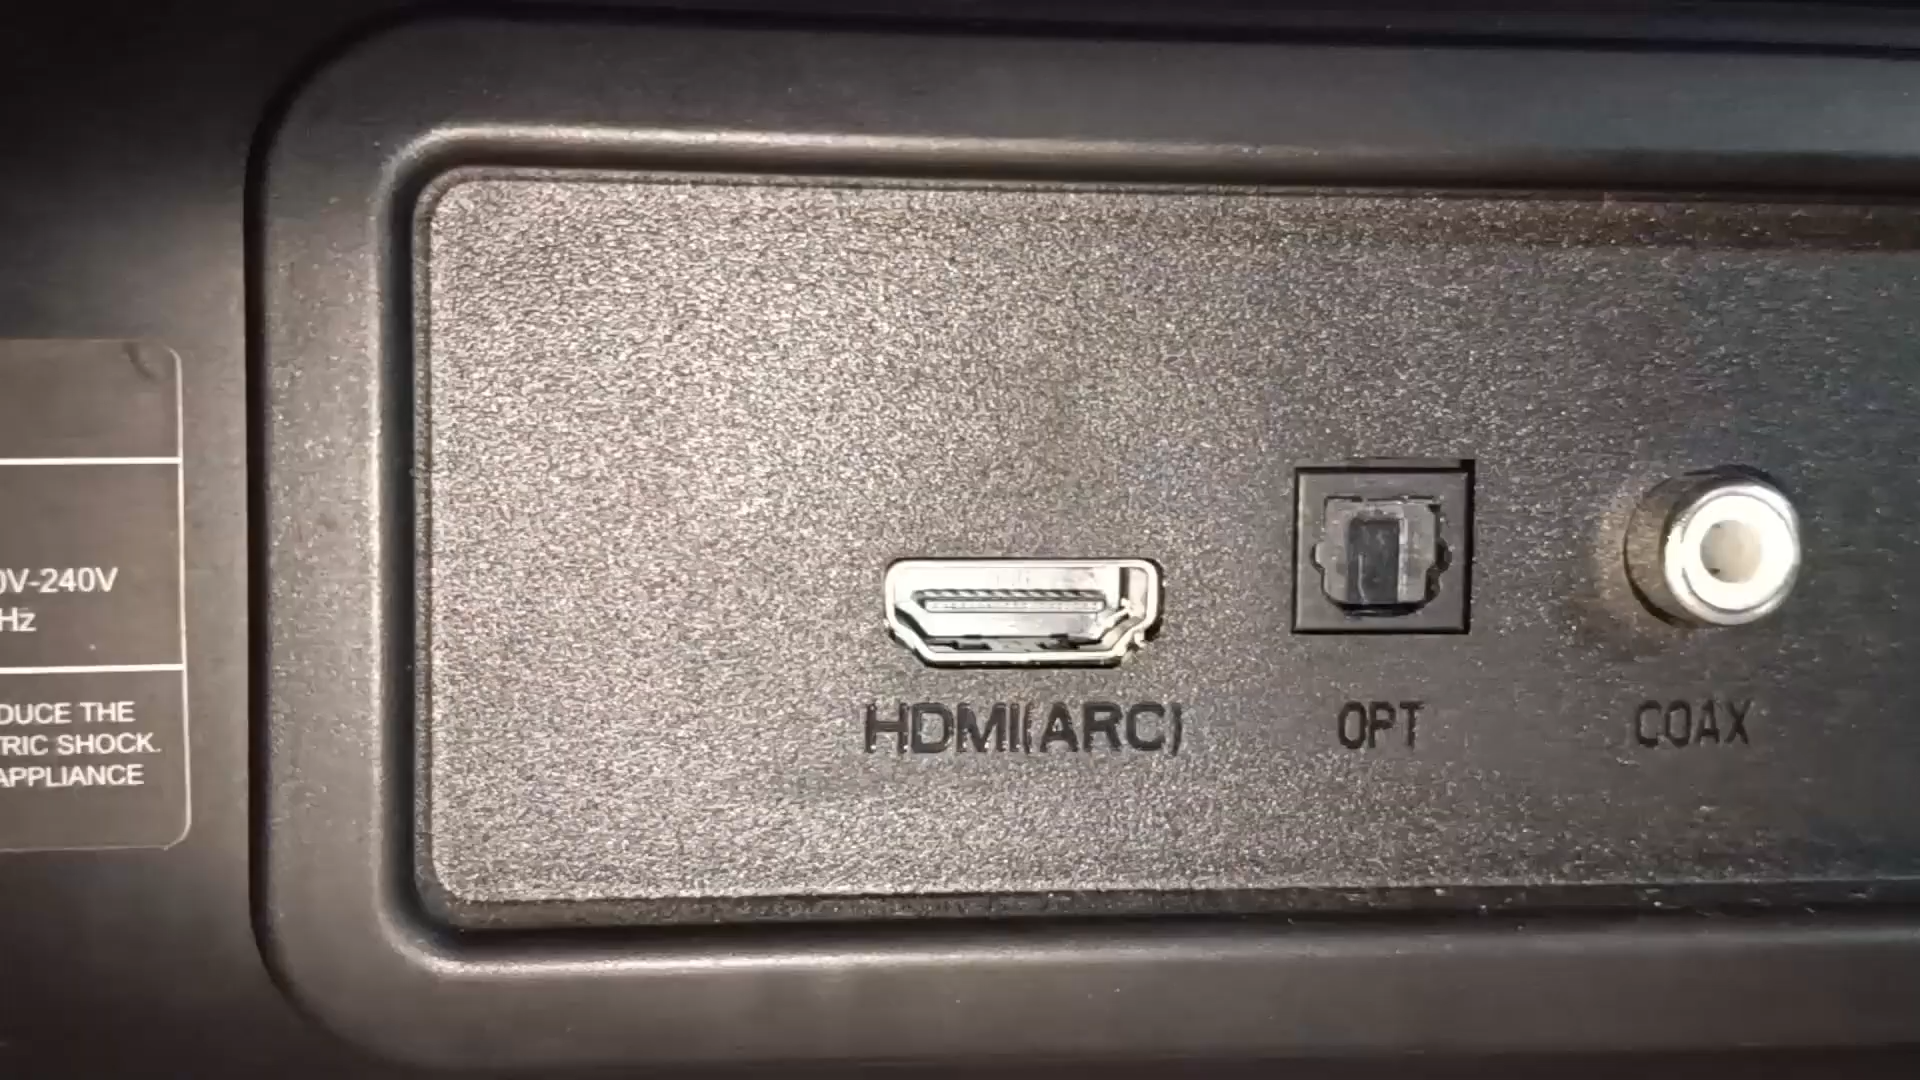 0V-240V
Hz
DUCE THE
TRIC SHOCK.
APPLIANCE
HDMI(ARC)
OPT
COAX